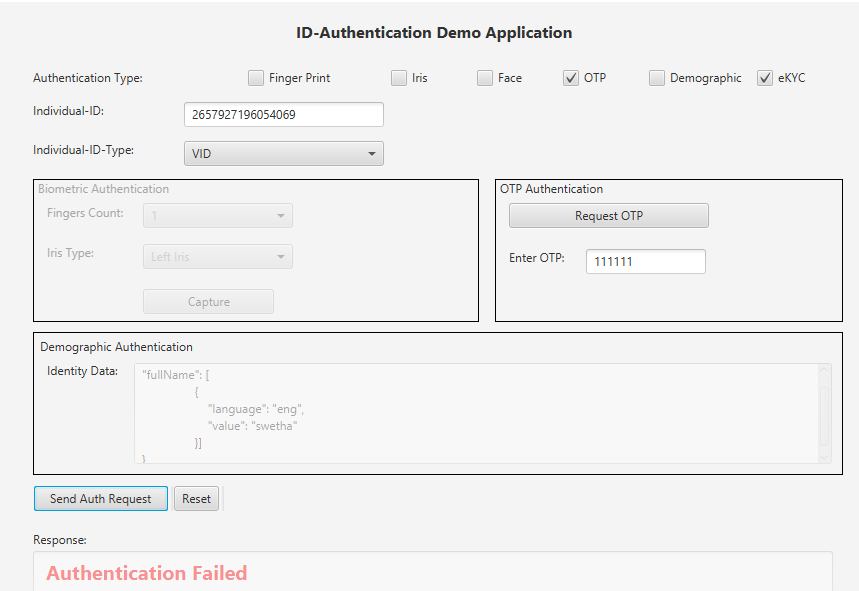 ID-Authentication Demo Application
Authentication Type: Finger Print Iris Face OTP Demographic eKYC
Individual-ID: 2657927196054069
Individual-ID-Type: VID
Biometric Authentication
Fingers Count: 1
Iris Type: Left Iris
Capture
OTP Authentication
Request OTP
Enter OTP: 111111
Demographic Authentication
Identity Data: "fullName": [
{
"language": "eng",
"value": "swetha"
}]
}
Send Auth Request Reset
Response:
Authentication Failed